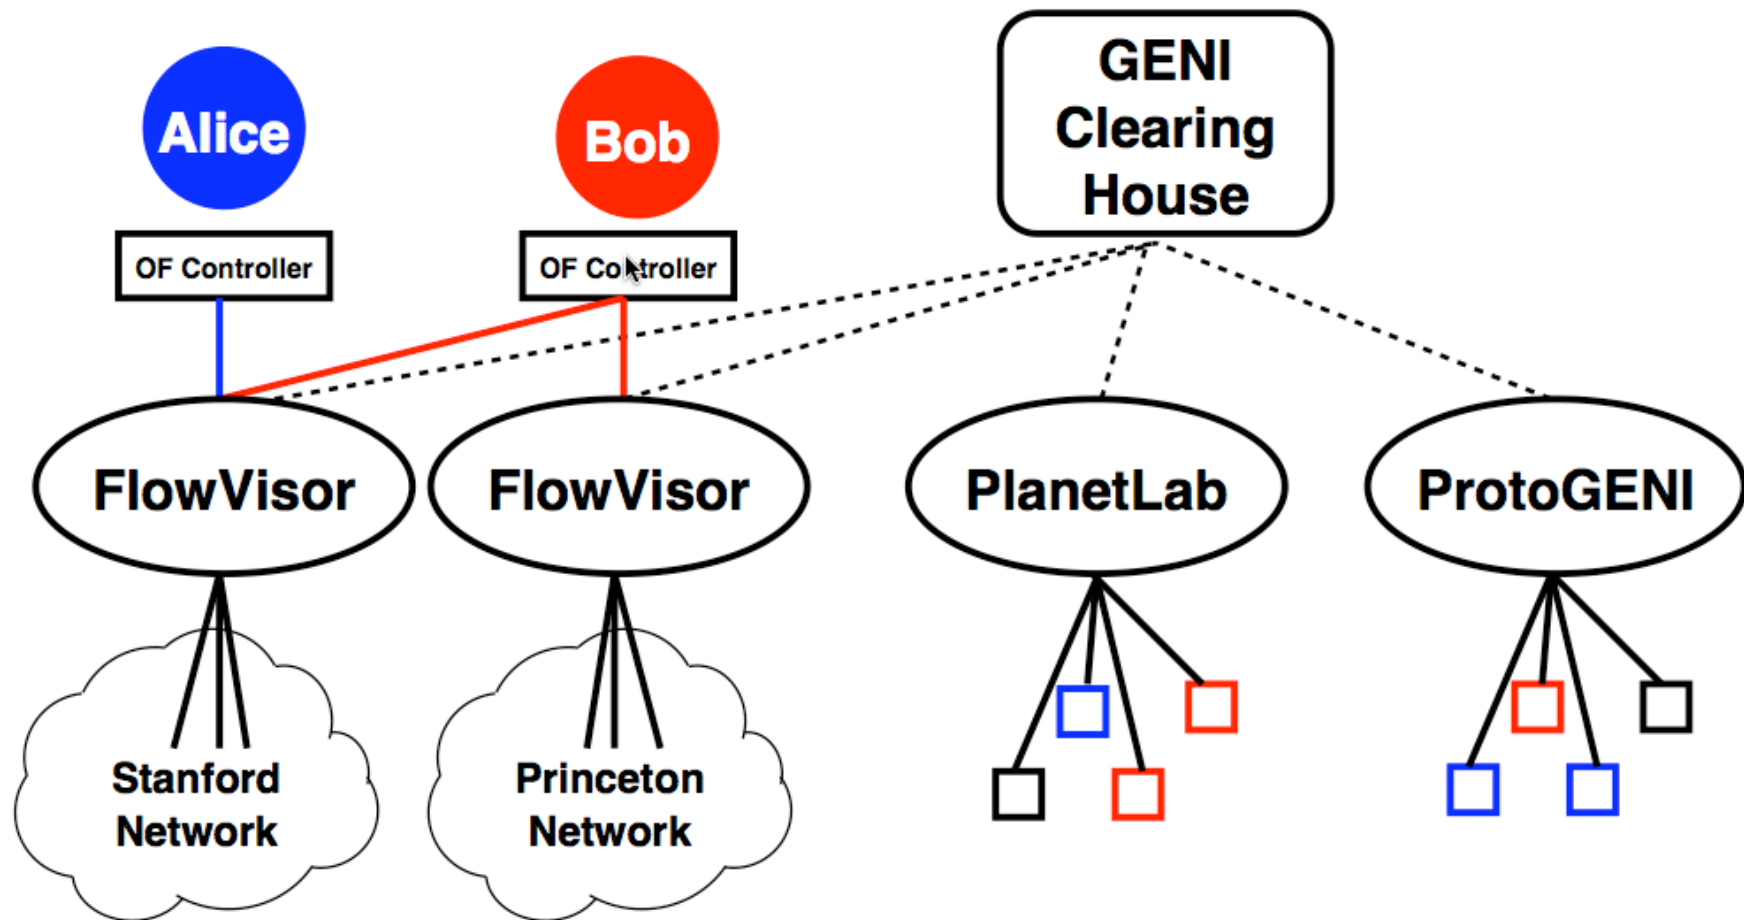 Alice
Bob
GENI
Clearing
House
OF Controller
OF Controller
FlowVisor
FlowVisor
PlanetLab
ProtoGENI
Stanford
Network
Princeton
Network